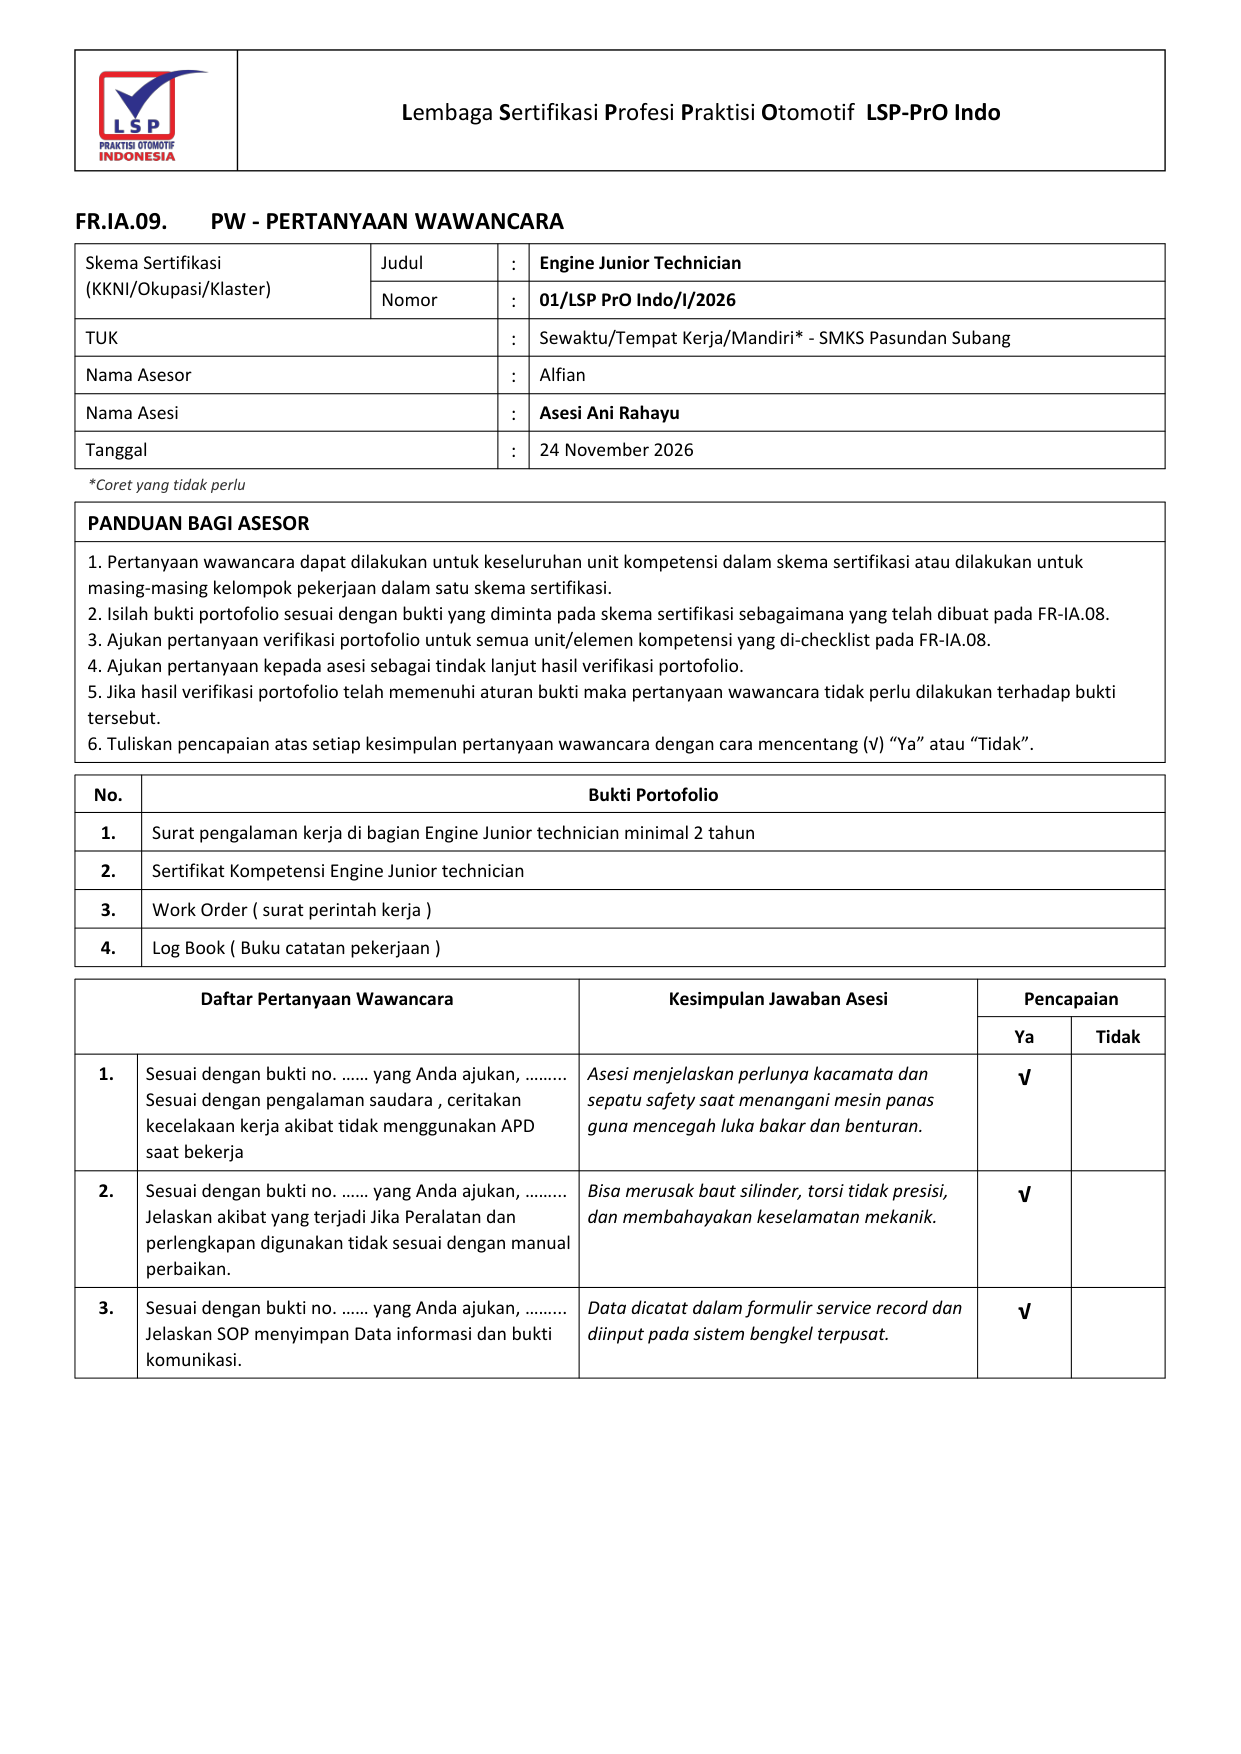 LSP
PRAKTISI OTOMOTIF
INDONESIA
Lembaga Sertifikasi Profesi Praktisi Otomotif  LSP-PrO Indo
FR.IA.09. PW - PERTANYAAN WAWANCARA
Skema Sertifikasi
(KKNI/Okupasi/Klaster)
Judul : Engine Junior Technician
Nomor : 01/LSP PrO Indo/I/2026
TUK : Sewaktu/Tempat Kerja/Mandiri* - SMKS Pasundan Subang
Nama Asesor : Alfian
Nama Asesi : Asesi Ani Rahayu
Tanggal : 24 November 2026
*Coret yang tidak perlu
PANDUAN BAGI ASESOR
1. Pertanyaan wawancara dapat dilakukan untuk keseluruhan unit kompetensi dalam skema sertifikasi atau dilakukan untuk
masing-masing kelompok pekerjaan dalam satu skema sertifikasi.
2. Isilah bukti portofolio sesuai dengan bukti yang diminta pada skema sertifikasi sebagaimana yang telah dibuat pada FR-IA.08.
3. Ajukan pertanyaan verifikasi portofolio untuk semua unit/elemen kompetensi yang di-checklist pada FR-IA.08.
4. Ajukan pertanyaan kepada asesi sebagai tindak lanjut hasil verifikasi portofolio.
5. Jika hasil verifikasi portofolio telah memenuhi aturan bukti maka pertanyaan wawancara tidak perlu dilakukan terhadap bukti
tersebut.
6. Tuliskan pencapaian atas setiap kesimpulan pertanyaan wawancara dengan cara mencentang (√) “Ya” atau “Tidak”.
No. Bukti Portofolio
1. Surat pengalaman kerja di bagian Engine Junior technician minimal 2 tahun
2. Sertifikat Kompetensi Engine Junior technician
3. Work Order ( surat perintah kerja )
4. Log Book ( Buku catatan pekerjaan )
Daftar Pertanyaan Wawancara Kesimpulan Jawaban Asesi Pencapaian
Ya Tidak
1. Sesuai dengan bukti no. …… yang Anda ajukan, ……...
Sesuai dengan pengalaman saudara , ceritakan
kecelakaan kerja akibat tidak menggunakan APD
saat bekerja
Asesi menjelaskan perlunya kacamata dan
sepatu safety saat menangani mesin panas
guna mencegah luka bakar dan benturan.
√
2. Sesuai dengan bukti no. …… yang Anda ajukan, ……...
Jelaskan akibat yang terjadi Jika Peralatan dan
perlengkapan digunakan tidak sesuai dengan manual
perbaikan.
Bisa merusak baut silinder, torsi tidak presisi,
dan membahayakan keselamatan mekanik.
√
3. Sesuai dengan bukti no. …… yang Anda ajukan, ……...
Jelaskan SOP menyimpan Data informasi dan bukti
komunikasi.
Data dicatat dalam formulir service record dan
diinput pada sistem bengkel terpusat.
√